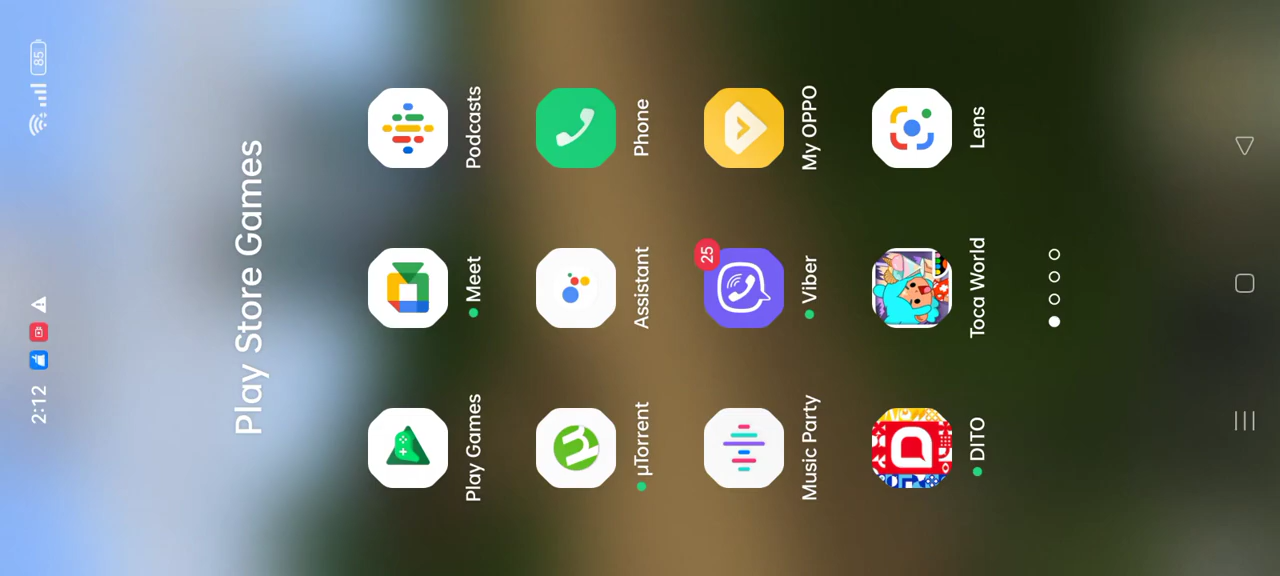 2:12
85
Play Store Games
Play Games
Meet
Podcasts
µTorrent
Assistant
Phone
Music Party
25
Viber
My OPPO
DITO
Toca World
Lens